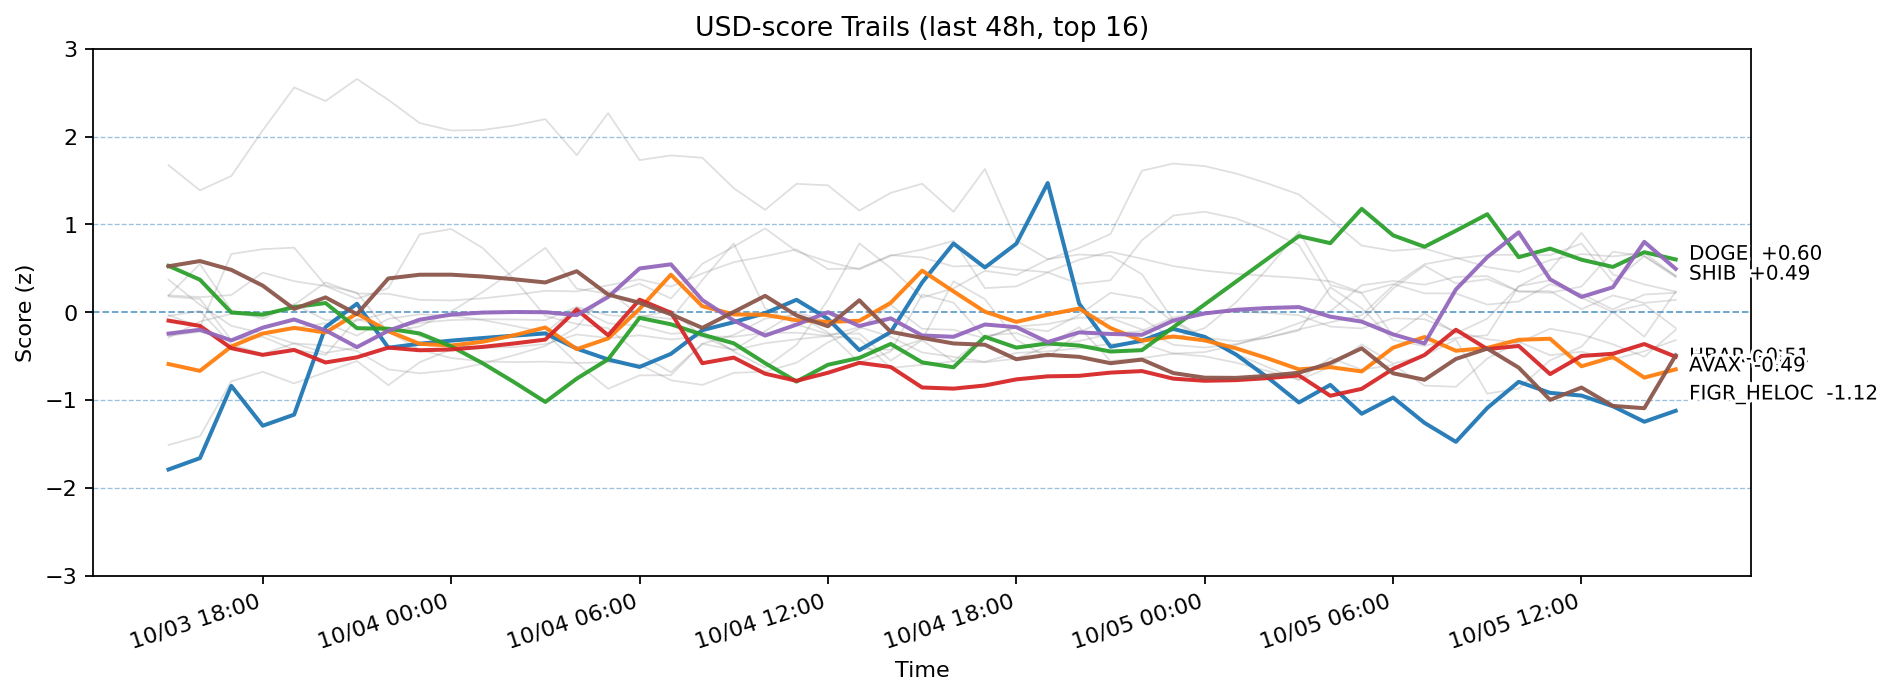 USD-score Trails (last 48h, top 16)
Score (z)
3
2
1
0
−1
−2
−3
DOGE +0.60
SHIB +0.49
AVAX -0.49
FIGR_HELOC -1.12
10/03 18:00
10/04 00:00
10/04 06:00
10/04 12:00
10/04 18:00
10/05 00:00
10/05 06:00
10/05 12:00
Time